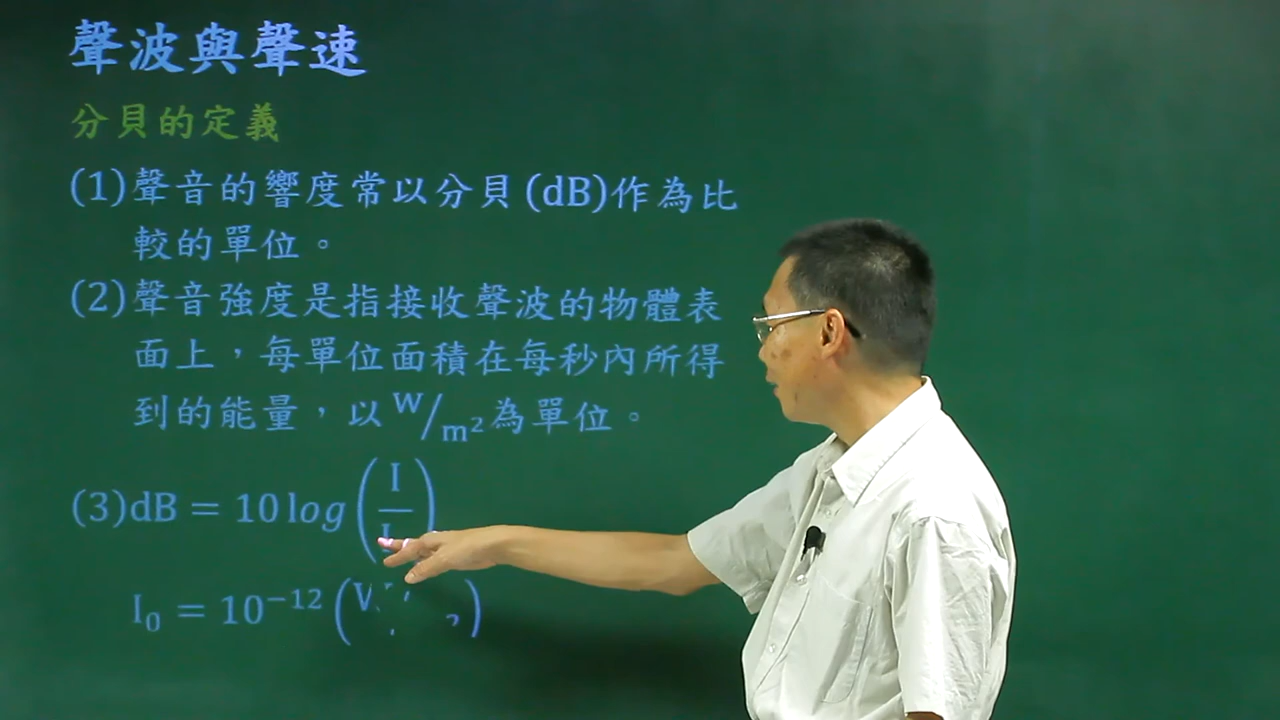 聲波與聲速
分貝的定義
(1)聲音的響度常以分貝(dB)作為比
較的單位。
(2)聲音強度是指接收聲波的物體表
面上，每單位面積在每秒內所得
到的能量，以 W/m² 為單位。
(3)dB = 10 log(I/I
I₀ = 10⁻¹² (W